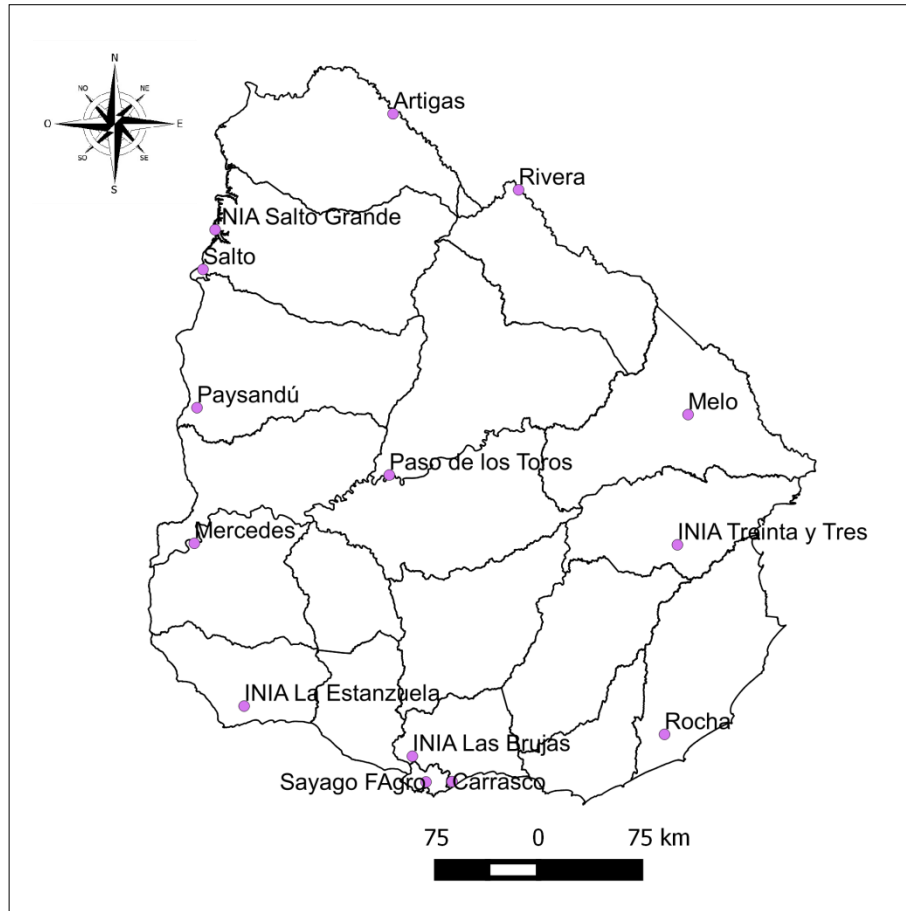 N
NO
NE
O
E
SO
SE
S
Artigas
Rivera
INIA Salto Grande
Salto
Paysandú
Melo
Paso de los Toros
Mercedes
INIA Treinta y Tres
INIA La Estanzuela
Rocha
INIA Las Brujas
Sayago FAgro
Carrasco
75 0 75 km